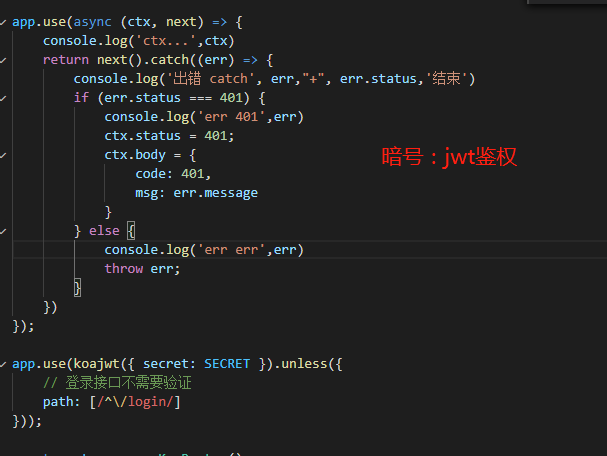 app.use(async (ctx, next) => {
console.log('ctx...',ctx)
return next().catch((err) => {
console.log('出错 catch', err,"+", err.status,'结束')
if (err.status === 401) {
console.log('err 401',err)
ctx.status = 401;
ctx.body = {
暗号：jwt鉴权
code: 401,
msg: err.message
}
} else {
console.log('err err',err)
throw err;
}
})
});
app.use(koajwt({ secret: SECRET }).unless({
// 登录接口不需要验证
path: [/^\/login/]
}));